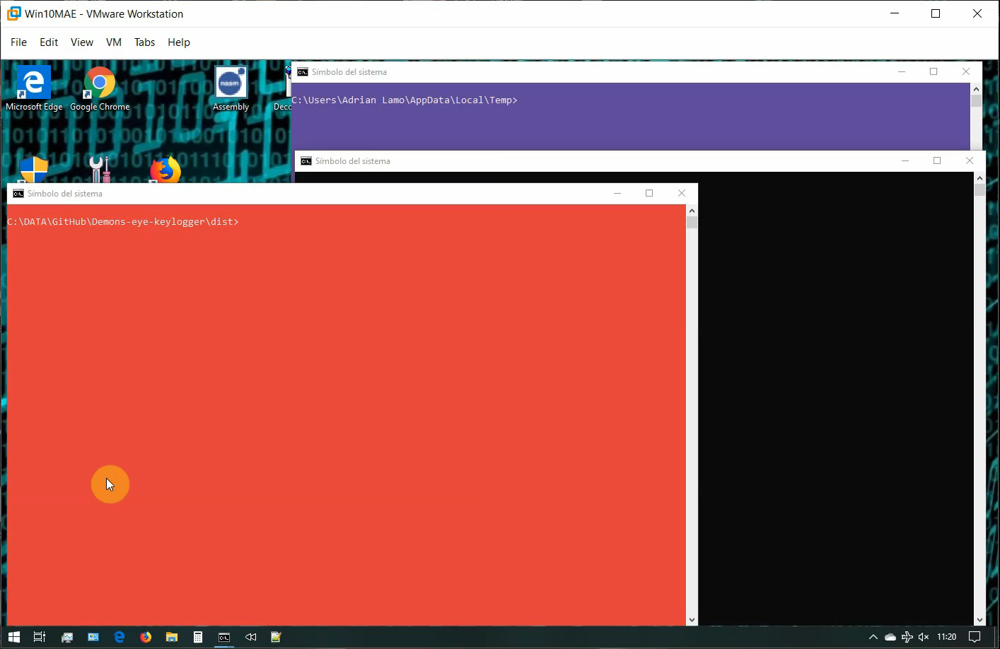 Win10MAE - VMware Workstation
File Edit View VM Tabs Help
Símbolo del sistema
C:\Users\Adrian Lamo\AppData\Local\Temp>
Microsoft Edge Google Chrome Assembly
Símbolo del sistema
Símbolo del sistema
C:\DATA\GitHub\Demons-eye-keylogger\dist>
11:20